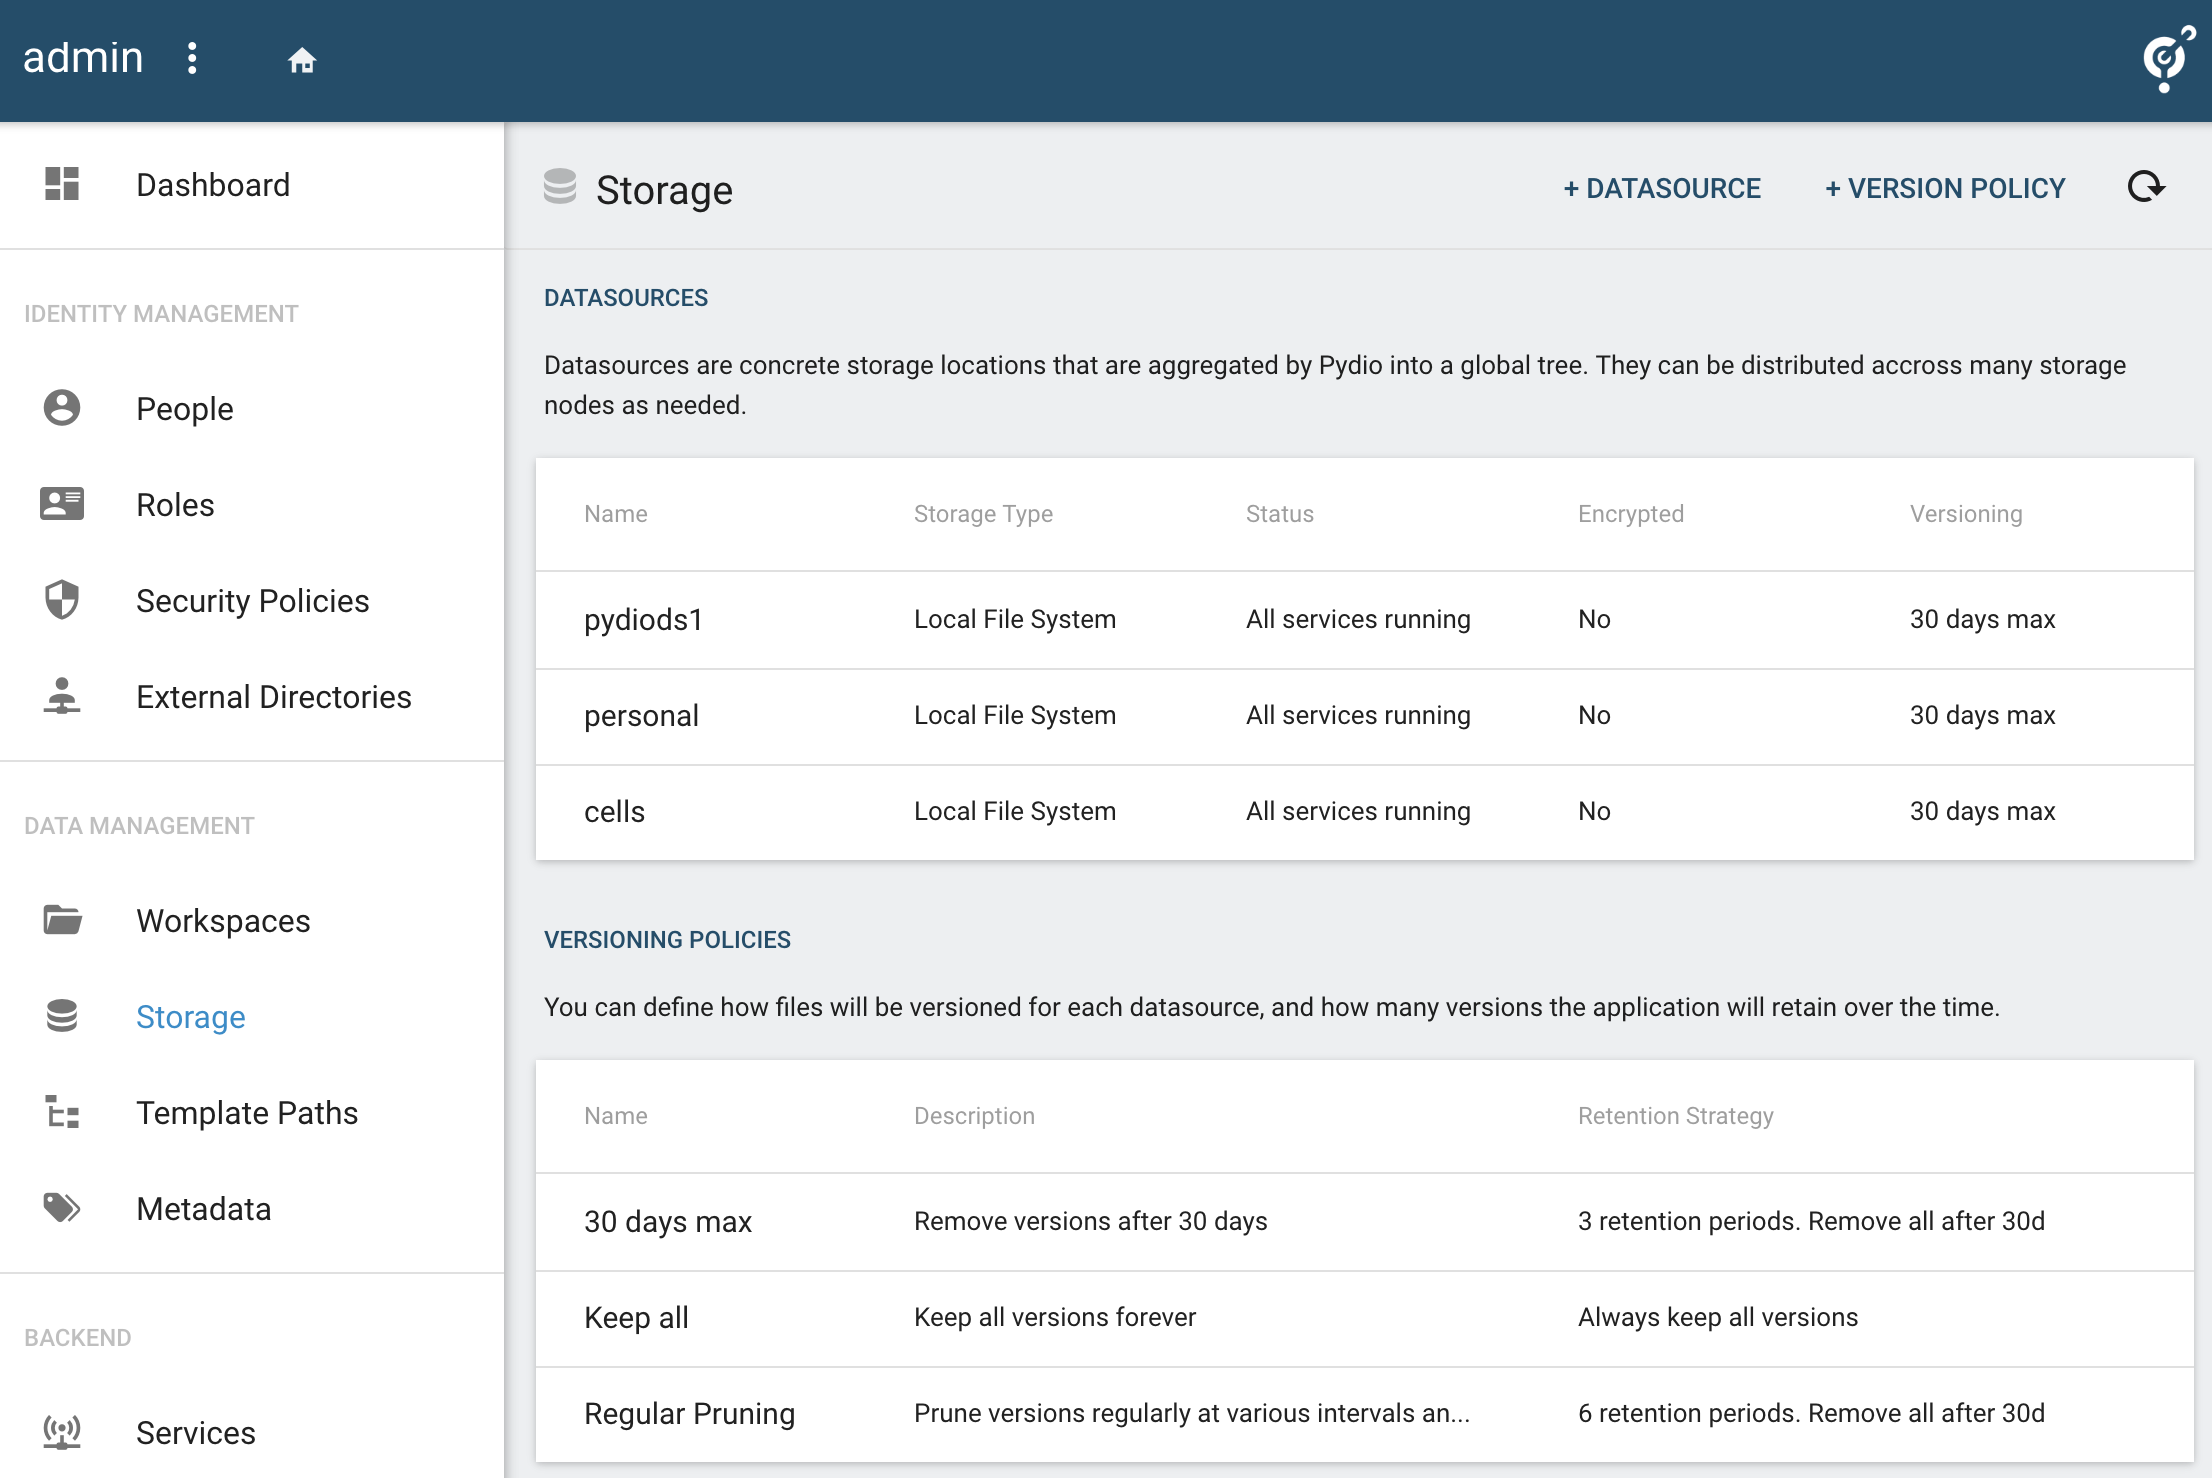 admin
Dashboard
IDENTITY MANAGEMENT
People
Roles
Security Policies
External Directories
DATA MANAGEMENT
Workspaces
Storage
Template Paths
Metadata
BACKEND
Services
Storage
+ DATASOURCE
+ VERSION POLICY
DATASOURCES
Datasources are concrete storage locations that are aggregated by Pydio into a global tree. They can be distributed accross many storage
nodes as needed.
Name Storage Type Status Encrypted Versioning
pydiods1 Local File System All services running No 30 days max
personal Local File System All services running No 30 days max
cells Local File System All services running No 30 days max
VERSIONING POLICIES
You can define how files will be versioned for each datasource, and how many versions the application will retain over the time.
Name Description Retention Strategy
30 days max Remove versions after 30 days 3 retention periods. Remove all after 30d
Keep all Keep all versions forever Always keep all versions
Regular Pruning Prune versions regularly at various intervals an... 6 retention periods. Remove all after 30d